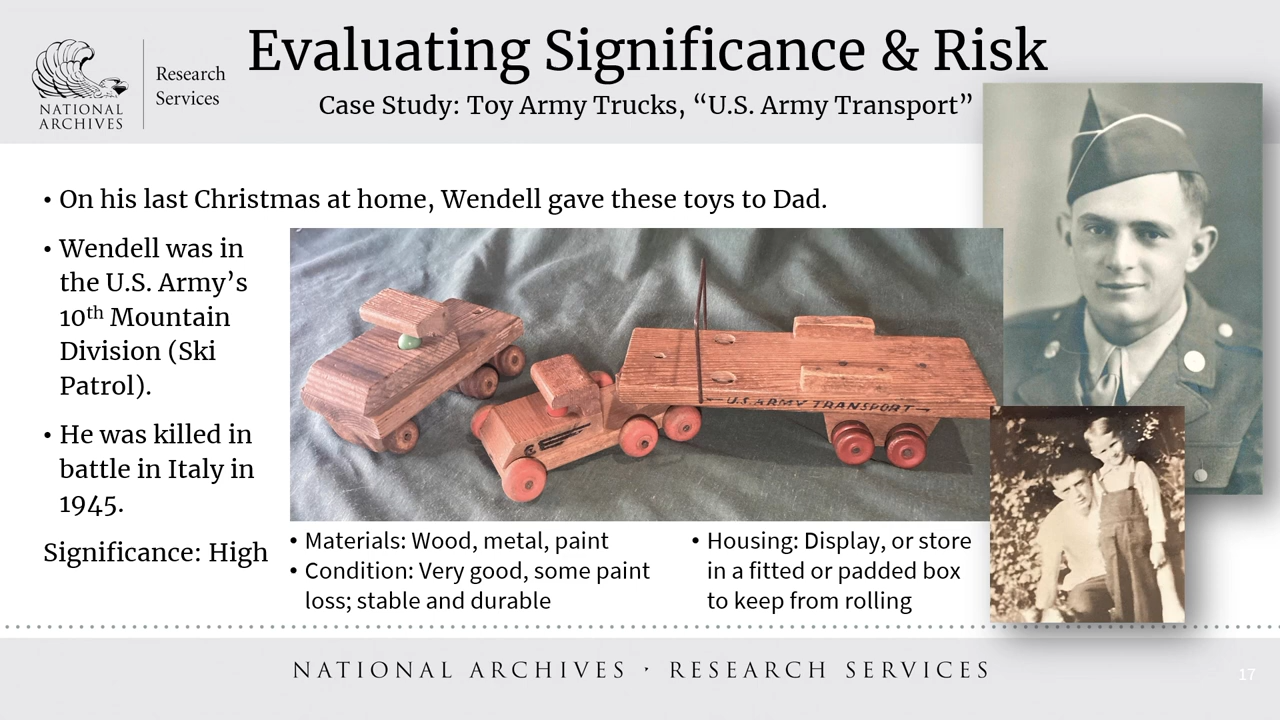 NATIONAL
ARCHIVES
Research
Services
Evaluating Significance & Risk
Case Study: Toy Army Trucks, “U.S. Army Transport”
• On his last Christmas at home, Wendell gave these toys to Dad.
• Wendell was in
the U.S. Army’s
10th Mountain
Division (Ski
Patrol).
• He was killed in
battle in Italy in
1945.
Significance: High
U.S. ARMY TRANSPORT
• Materials: Wood, metal, paint
• Condition: Very good, some paint
loss; stable and durable
• Housing: Display, or store
in a fitted or padded box
to keep from rolling
NATIONAL ARCHIVES · RESEARCH SERVICES
17